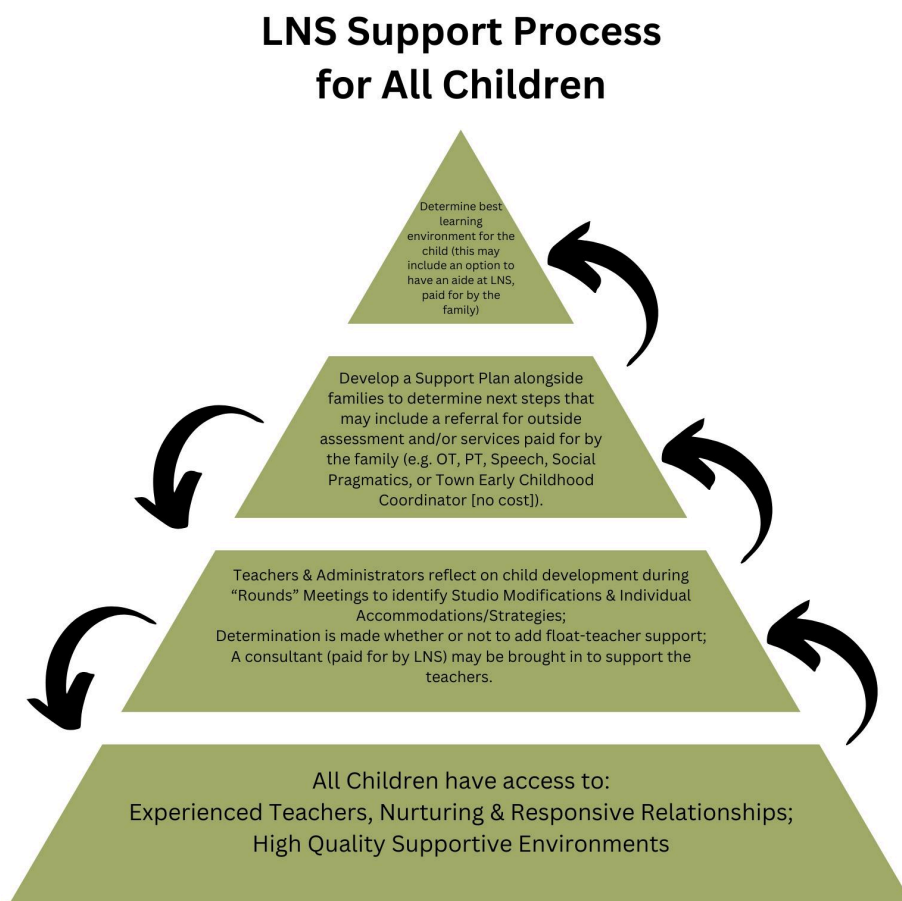 LNS Support Process
for All Children
Determine best
learning
environment for the
child (this may
include an option to
have an aide at LNS,
paid for by the
family)
Develop a Support Plan alongside
families to determine next steps that
may include a referral for outside
assessment and/or services paid for by
the family (e.g. OT, PT, Speech, Social
Pragmatics, or Town Early Childhood
Coordinator [no cost]).
Teachers & Administrators reflect on child development during
“Rounds” Meetings to identify Studio Modifications & Individual
Accommodations/Strategies;
Determination is made whether or not to add float-teacher support;
A consultant (paid for by LNS) may be brought in to support the
teachers.
All Children have access to:
Experienced Teachers, Nurturing & Responsive Relationships;
High Quality Supportive Environments